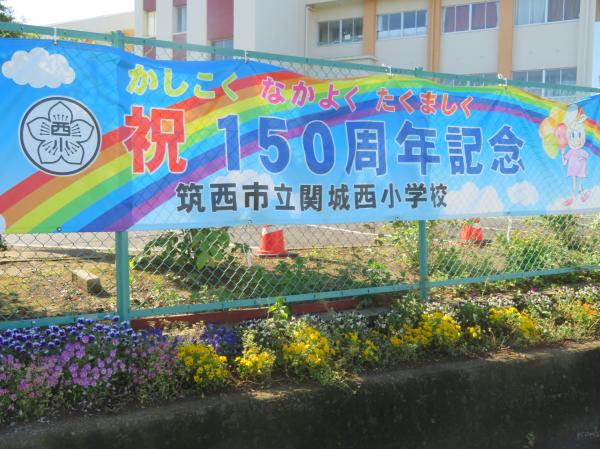 かしこく なかよく たくましく
西小
祝 150周年記念
筑西市立関城西小学校